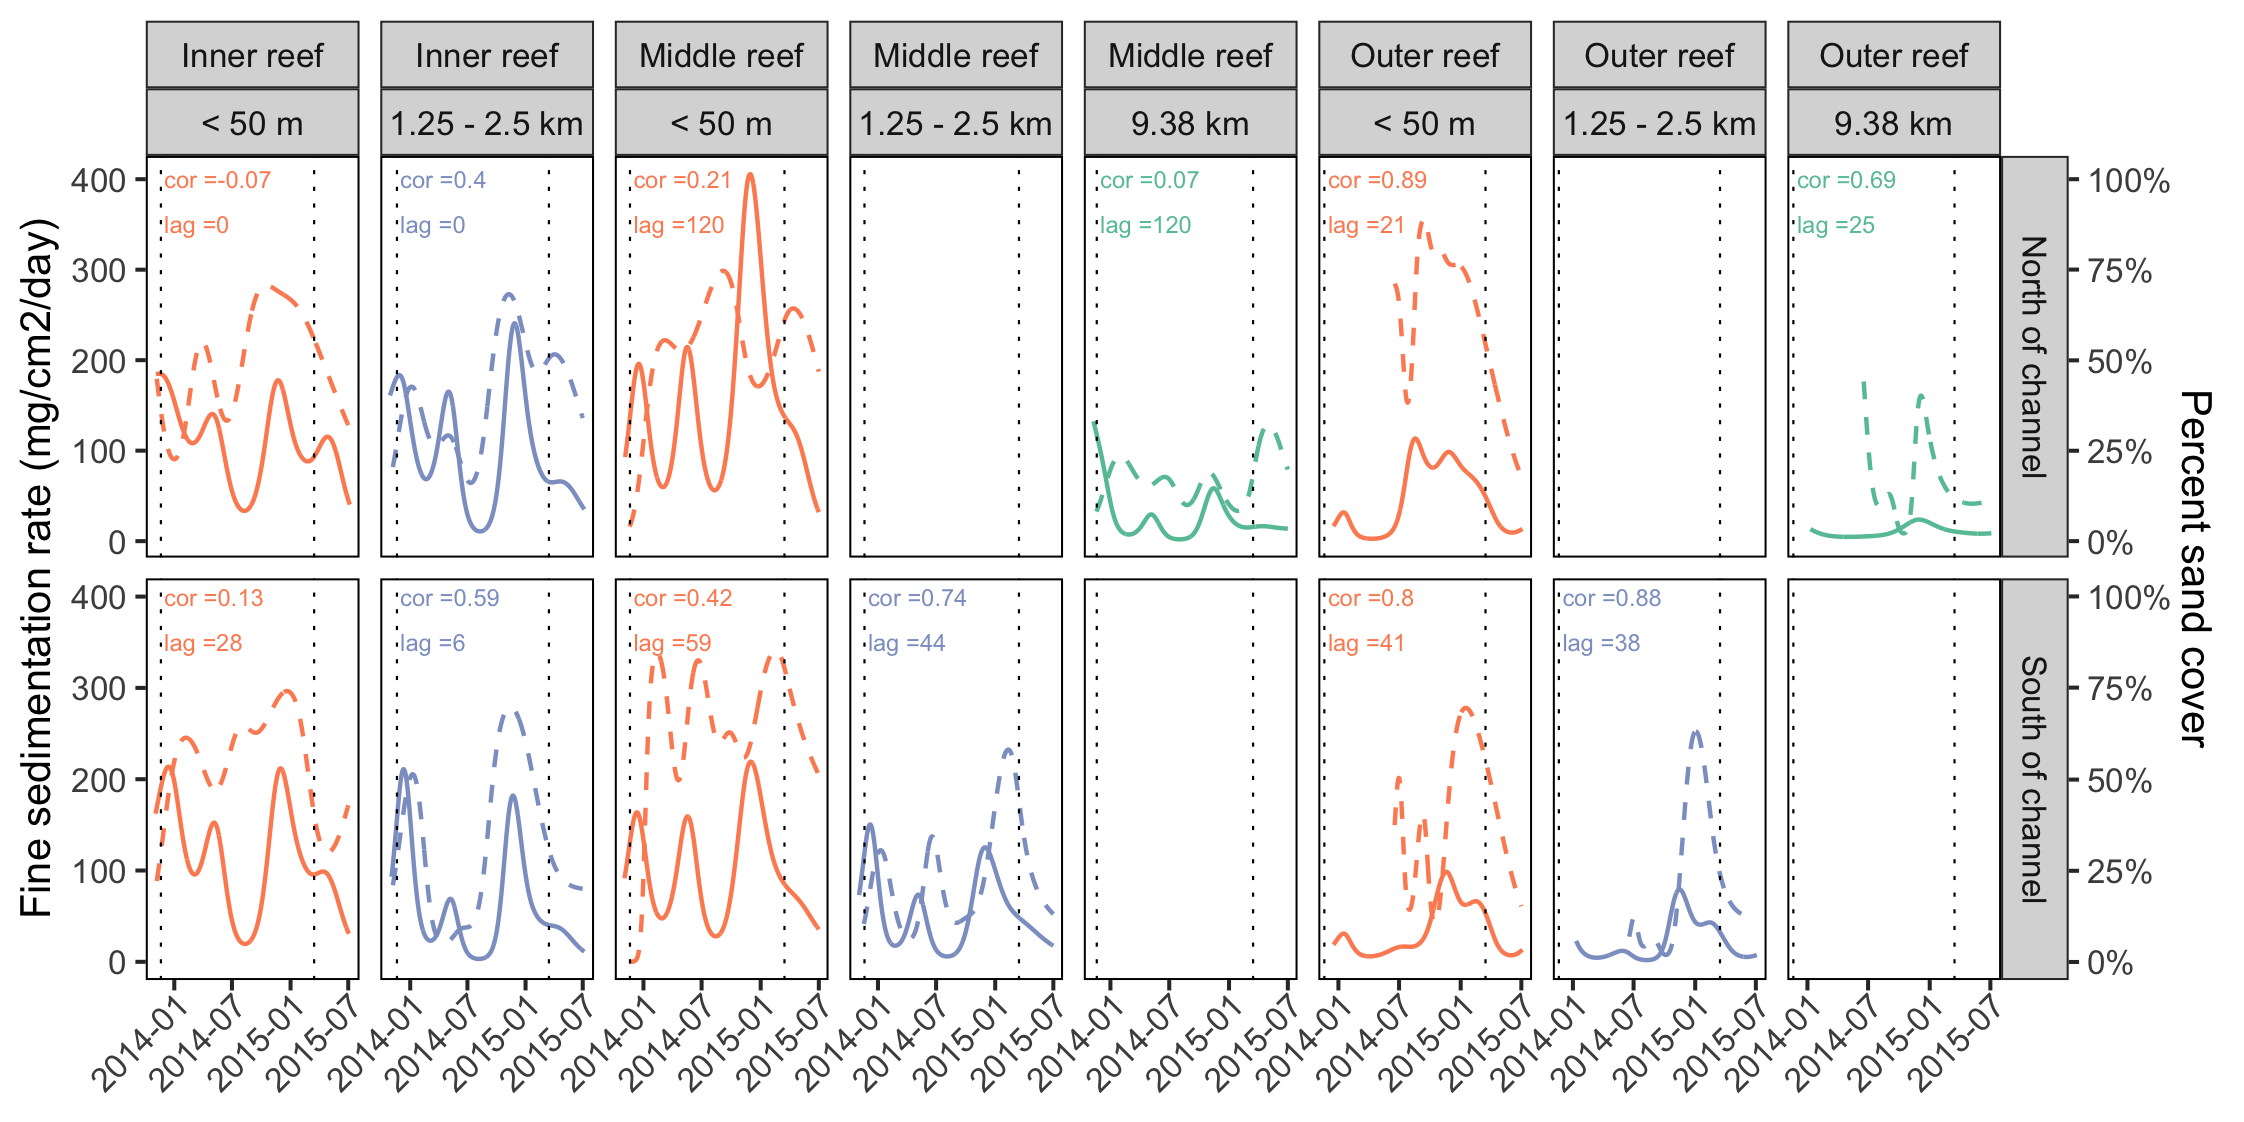 Inner reef Inner reef Middle reef Middle reef Middle reef Outer reef Outer reef Outer reef
< 50 m 1.25 - 2.5 km < 50 m 1.25 - 2.5 km 9.38 km < 50 m 1.25 - 2.5 km 9.38 km
Fine sedimentation rate (mg/cm2/day)
400
300
200
100
0
cor =-0.07
lag =0
cor =0.4
lag =0
cor =0.21
lag =120
cor =0.07
lag =120
cor =0.89
lag =21
cor =0.69
lag =25
North of channel
100%
75%
50%
25%
0%
400
300
200
100
0
cor =0.13
lag =28
cor =0.59
lag =6
cor =0.42
lag =59
cor =0.74
lag =44
cor =0.8
lag =41
cor =0.88
lag =38
South of channel
100%
75%
50%
25%
0%
Percent sand cover
2014-01 2014-07 2015-01 2015-07 2014-01 2014-07 2015-01 2015-07 2014-01 2014-07 2015-01 2015-07 2014-01 2014-07 2015-01 2015-07 2014-01 2014-07 2015-01 2015-07 2014-01 2014-07 2015-01 2015-07 2014-01 2014-07 2015-01 2015-07 2014-01 2014-07 2015-01 2015-07